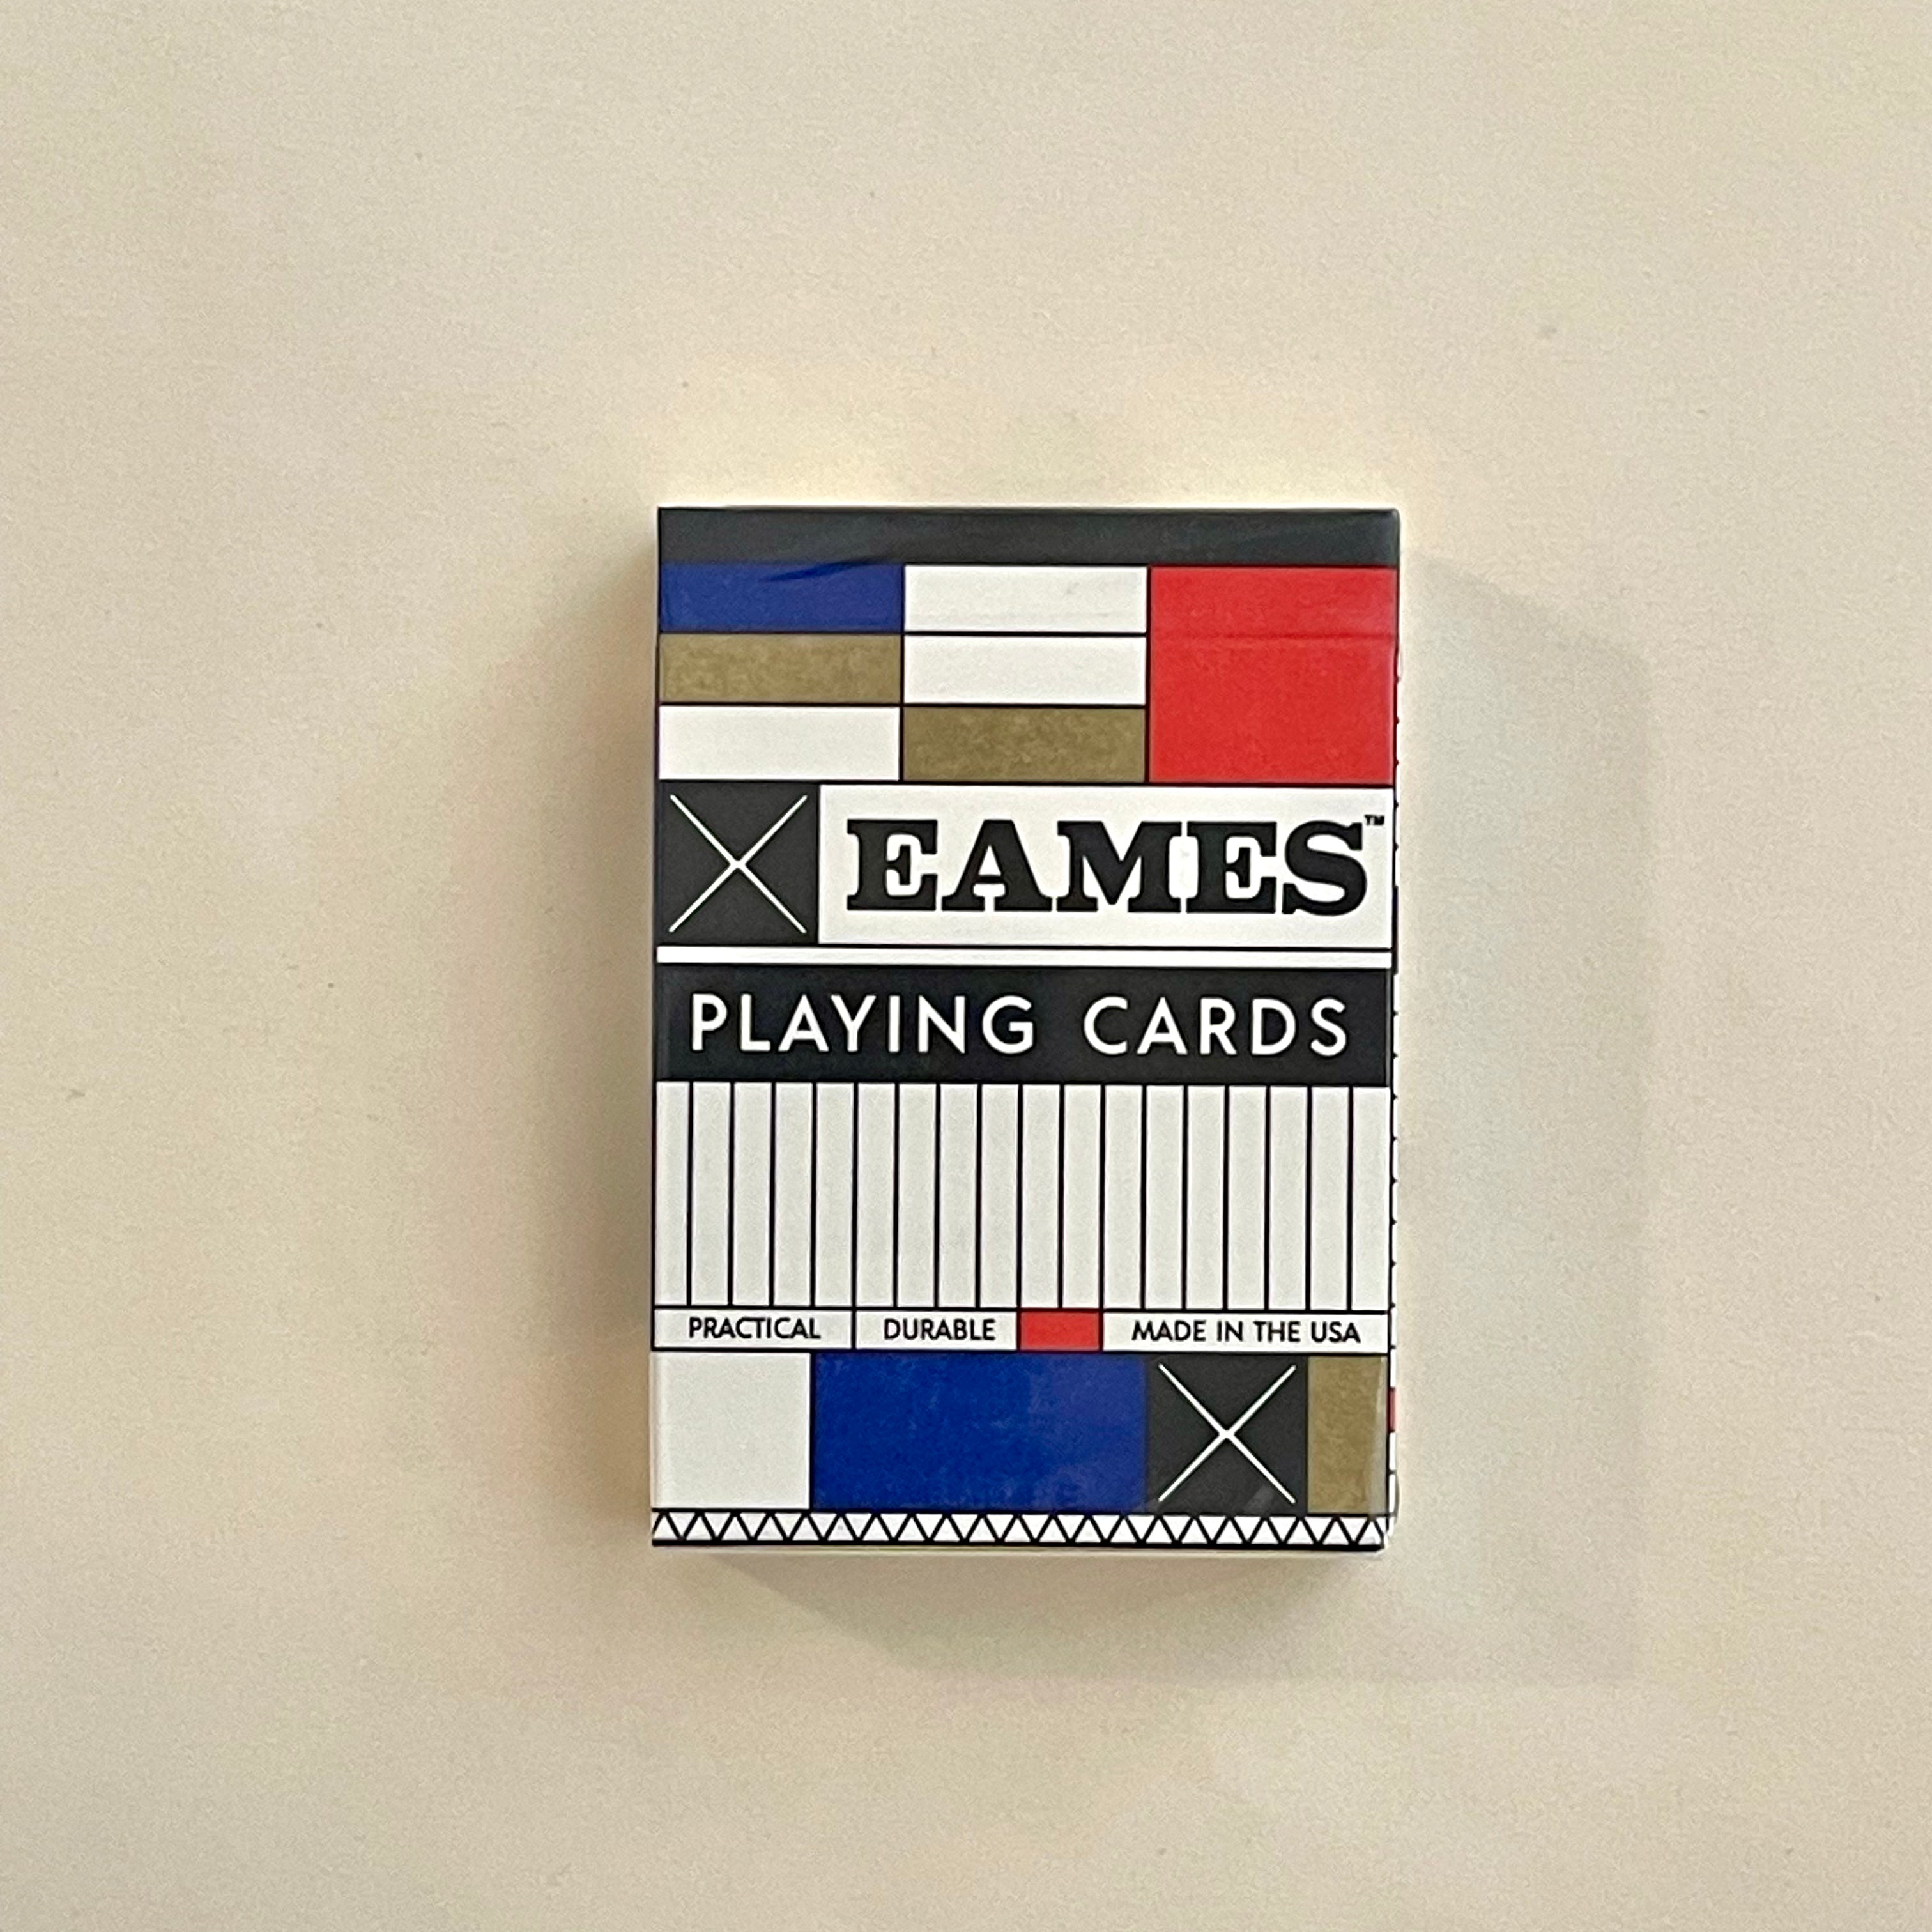 EAMES™
PLAYING CARDS
PRACTICAL DURABLE MADE IN THE USA